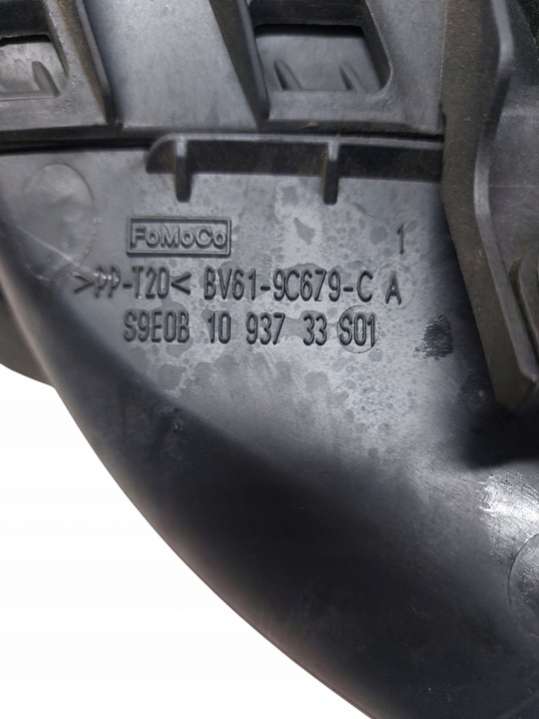 FoMoCo 1
>PP-T20< BV61-9C679-C A
S9E0B 10 937 33 S01